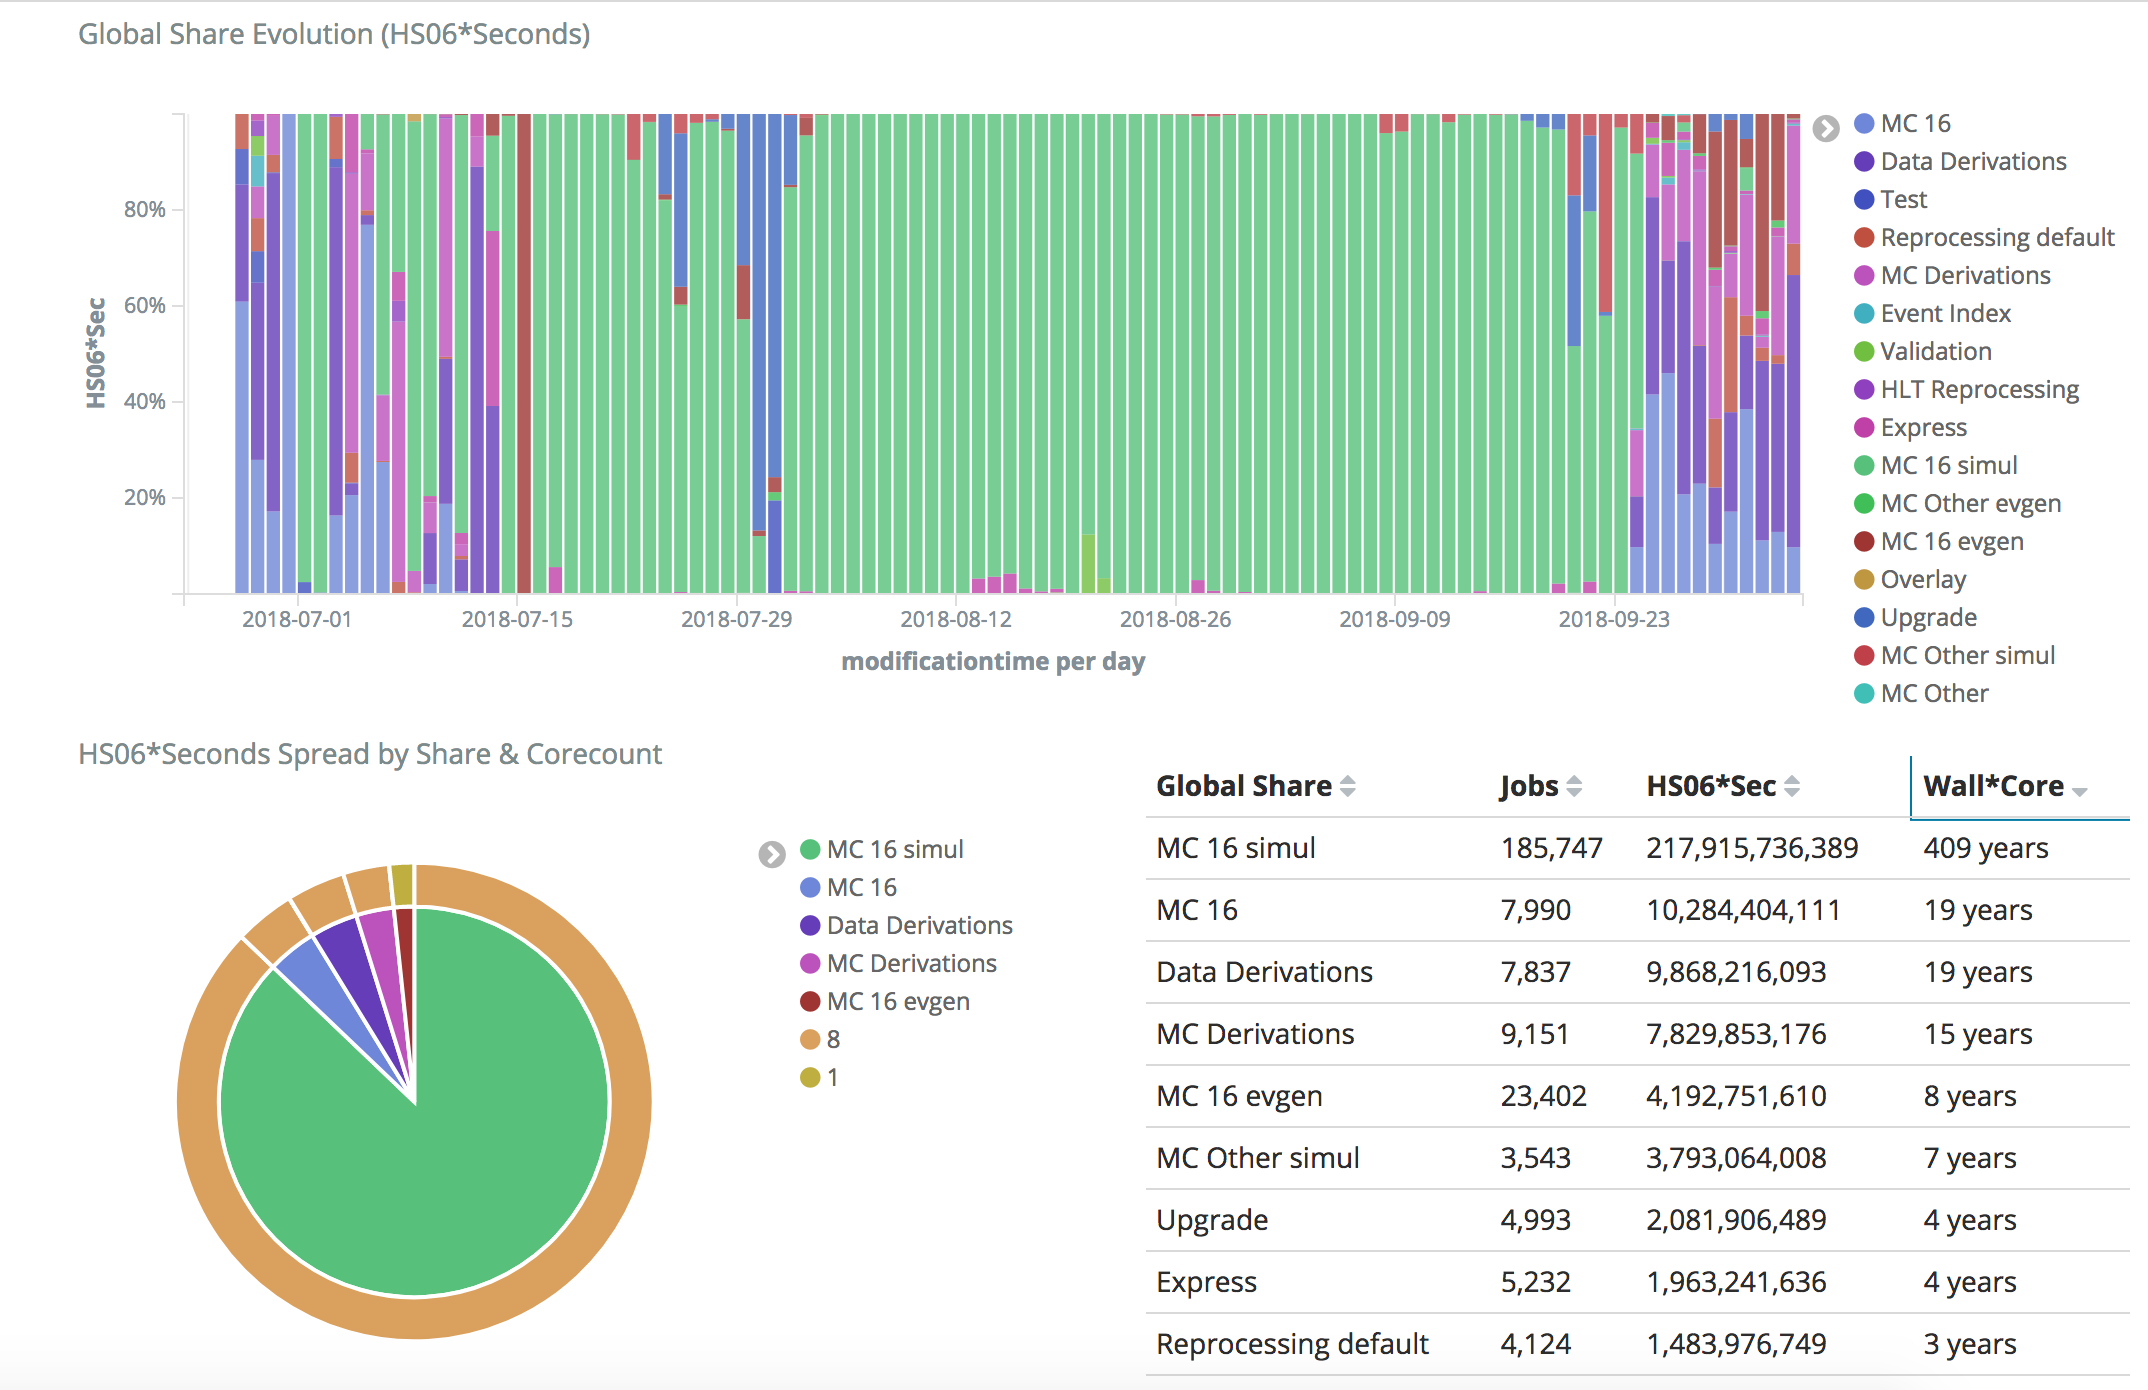 Global Share Evolution (HS06*Seconds)
HS06*Sec
80%
60%
40%
20%
2018-07-01 2018-07-15 2018-07-29 2018-08-12 2018-08-26 2018-09-09 2018-09-23
modificationtime per day
MC 16
Data Derivations
Test
Reprocessing default
MC Derivations
Event Index
Validation
HLT Reprocessing
Express
MC 16 simul
MC Other evgen
MC 16 evgen
Overlay
Upgrade
MC Other simul
MC Other
HS06*Seconds Spread by Share & Corecount
MC 16 simul
MC 16
Data Derivations
MC Derivations
MC 16 evgen
8
1
Global Share Jobs HS06*Sec Wall*Core
MC 16 simul 185,747 217,915,736,389 409 years
MC 16 7,990 10,284,404,111 19 years
Data Derivations 7,837 9,868,216,093 19 years
MC Derivations 9,151 7,829,853,176 15 years
MC 16 evgen 23,402 4,192,751,610 8 years
MC Other simul 3,543 3,793,064,008 7 years
Upgrade 4,993 2,081,906,489 4 years
Express 5,232 1,963,241,636 4 years
Reprocessing default 4,124 1,483,976,749 3 years